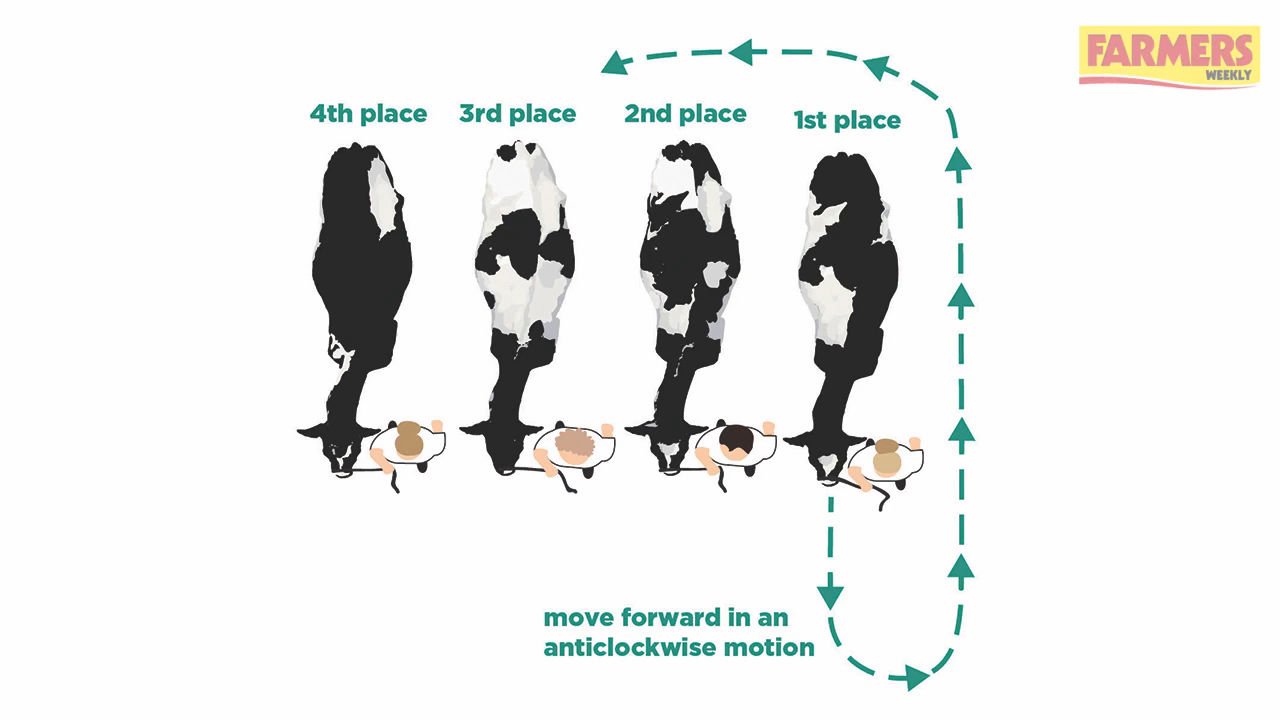 FARMERS
WEEKLY
4th place
3rd place
2nd place
1st place
move forward in an
anticlockwise motion